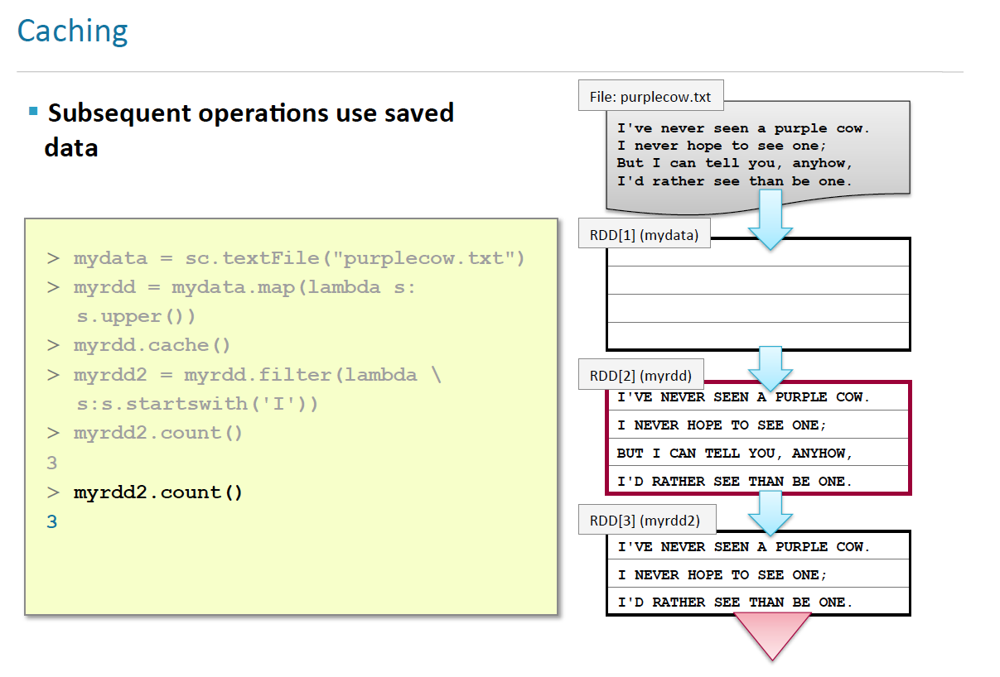 Caching
Subsequent operations use saved
data
> mydata = sc.textFile("purplecow.txt")
> myrdd = mydata.map(lambda s:
s.upper())
> myrdd.cache()
> myrdd2 = myrdd.filter(lambda \
s:s.startswith('I'))
> myrdd2.count()
3
> myrdd2.count()
3
File: purplecow.txt
I've never seen a purple cow.
I never hope to see one;
But I can tell you, anyhow,
I'd rather see than be one.
RDD[1] (mydata)
RDD[2] (myrdd)
I'VE NEVER SEEN A PURPLE COW.
I NEVER HOPE TO SEE ONE;
BUT I CAN TELL YOU, ANYHOW,
I'D RATHER SEE THAN BE ONE.
RDD[3] (myrdd2)
I'VE NEVER SEEN A PURPLE COW.
I NEVER HOPE TO SEE ONE;
I'D RATHER SEE THAN BE ONE.